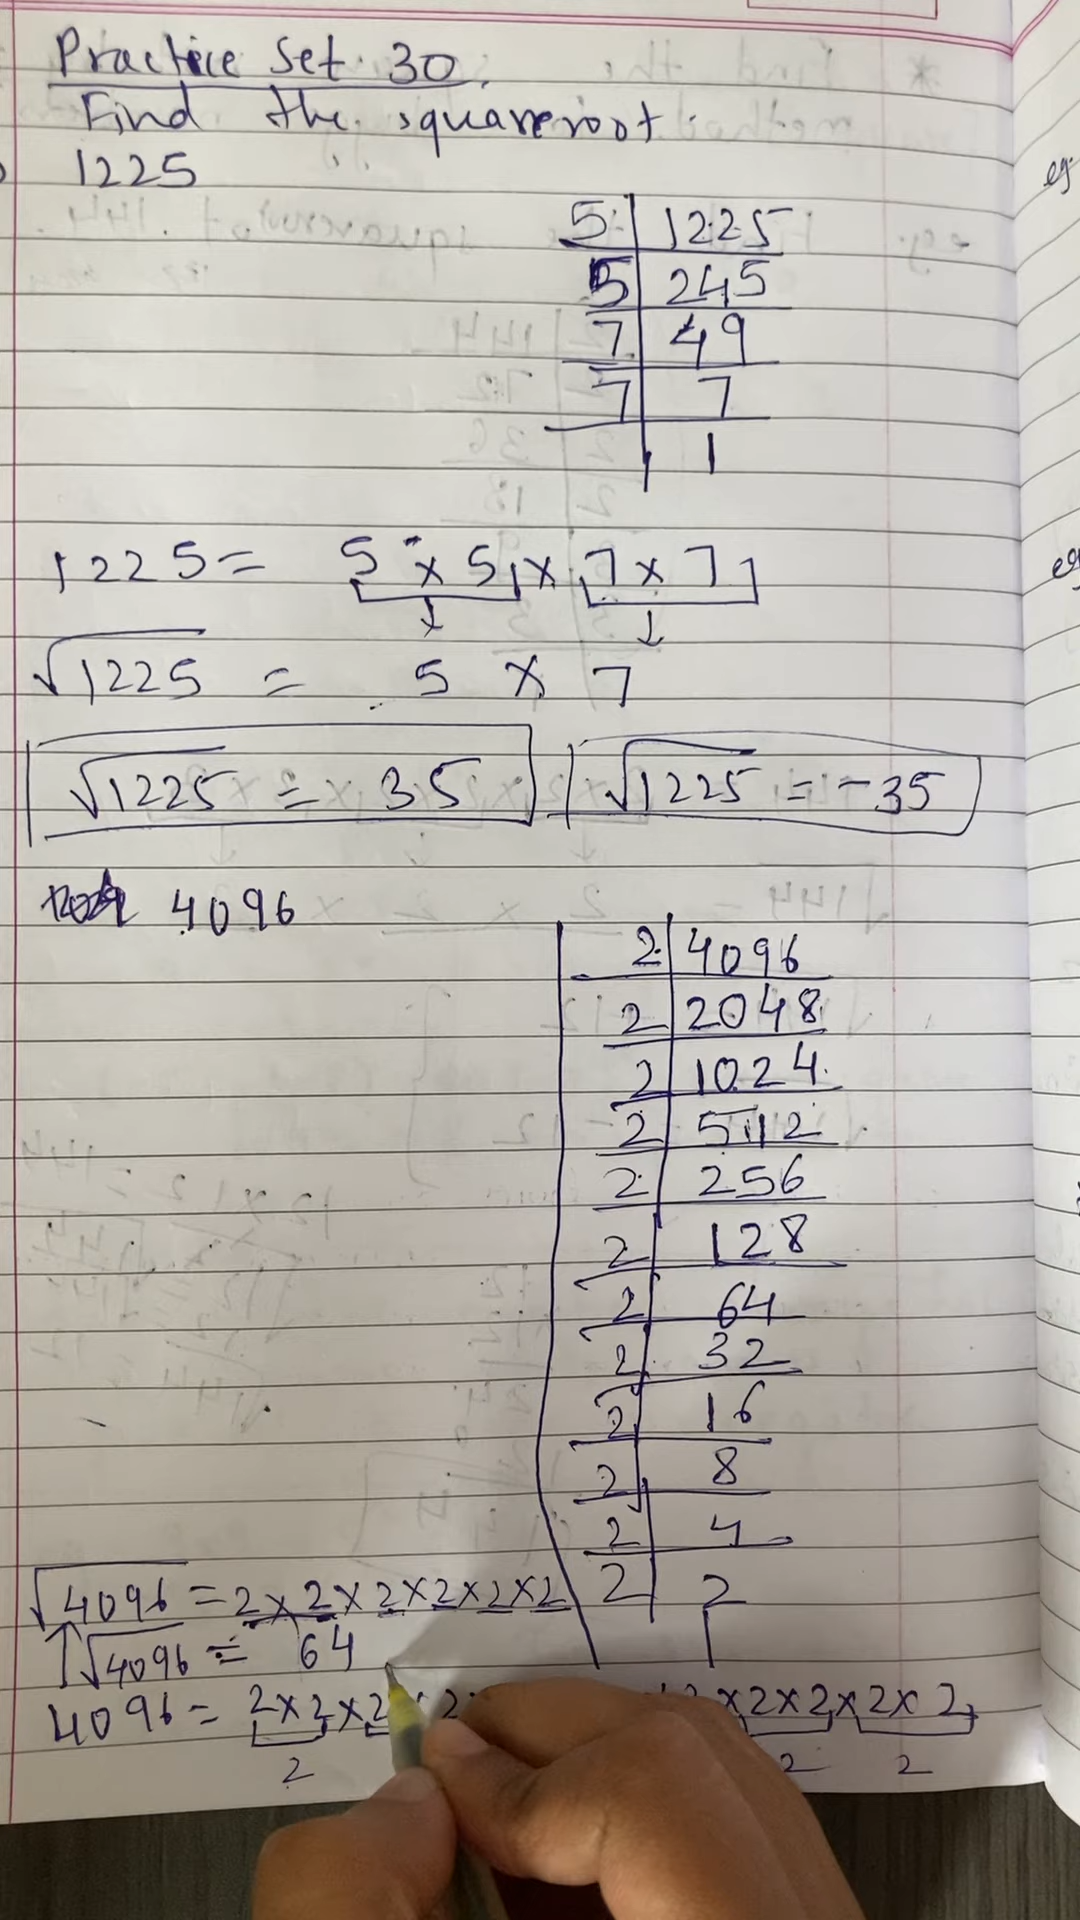 Practice Set 30
Find the squareroot.
1225
5 | 1225
5 | 245
7 | 49
7 | 7
1
1225 = 5 × 5 × 7 × 7
√1225 = 5 × 7
√1225 = 35 √1225 = -35
4096
2 | 4096
2 | 2048
2 | 1024
2 | 512
2 | 256
2 | 128
2 | 64
2 | 32
2 | 16
2 | 8
2 | 4
2 | 2
1
√4096 = 2×2×2×2×2×2
√4096 = 64
4096 = 2×2×2 2 ×2×2×2×2
2 2 2
eg.